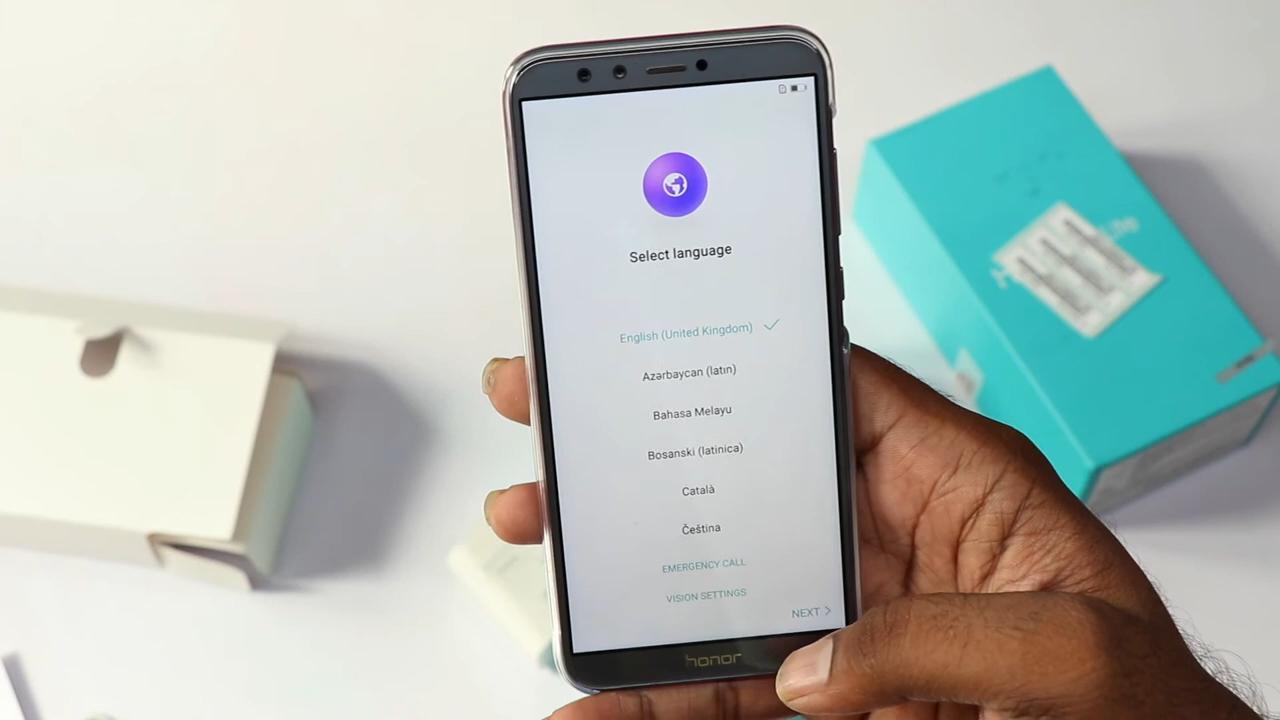 Select language
English (United Kingdom)
Azərbaycan (latın)
Bahasa Melayu
Bosanski (latinica)
Català
Čeština
EMERGENCY CALL
VISION SETTINGS
NEXT
honor
Lite